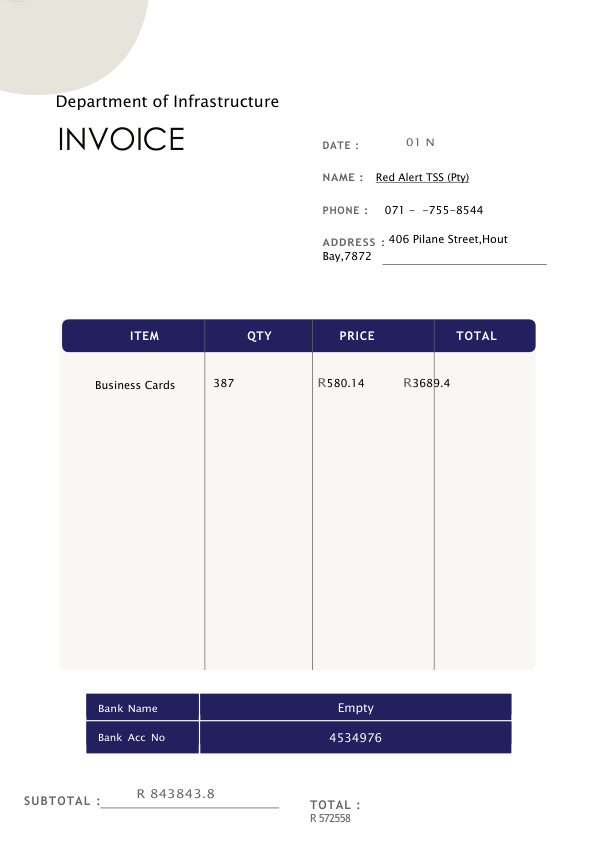 Department of Infrastructure
INVOICE
DATE : 01 N
NAME : Red Alert TSS (Pty)
PHONE : 071 - -755-8544
ADDRESS : 406 Pilane Street,Hout
Bay,7872
ITEM QTY PRICE TOTAL
Business Cards 387 R580.14 R3689.4
Bank Name Empty
Bank Acc No 4534976
SUBTOTAL : R 843843.8
TOTAL :
R 572558